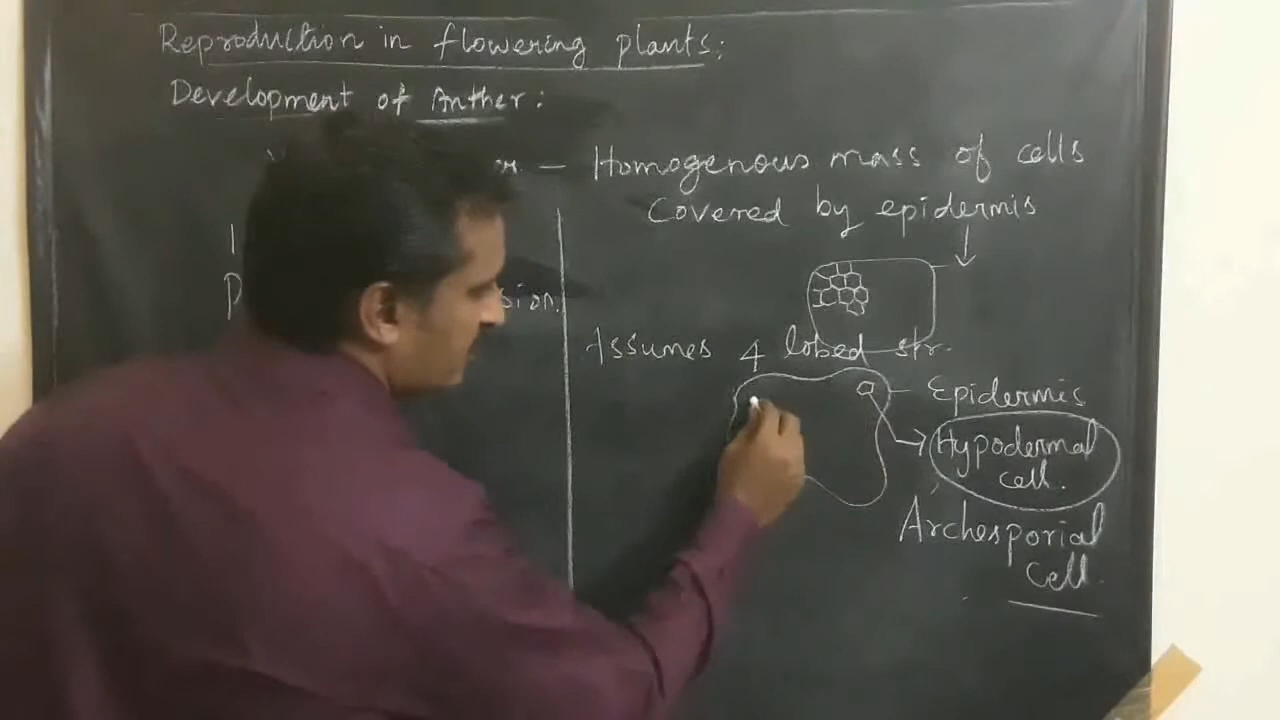 Reproduction in flowering plants;
Development of Anther:
— Homogenous mass of cells
Covered by epidermis
Assumes 4 lobed str.
Epidermis
Hypodermal
cell.
Archesporial
Cell.